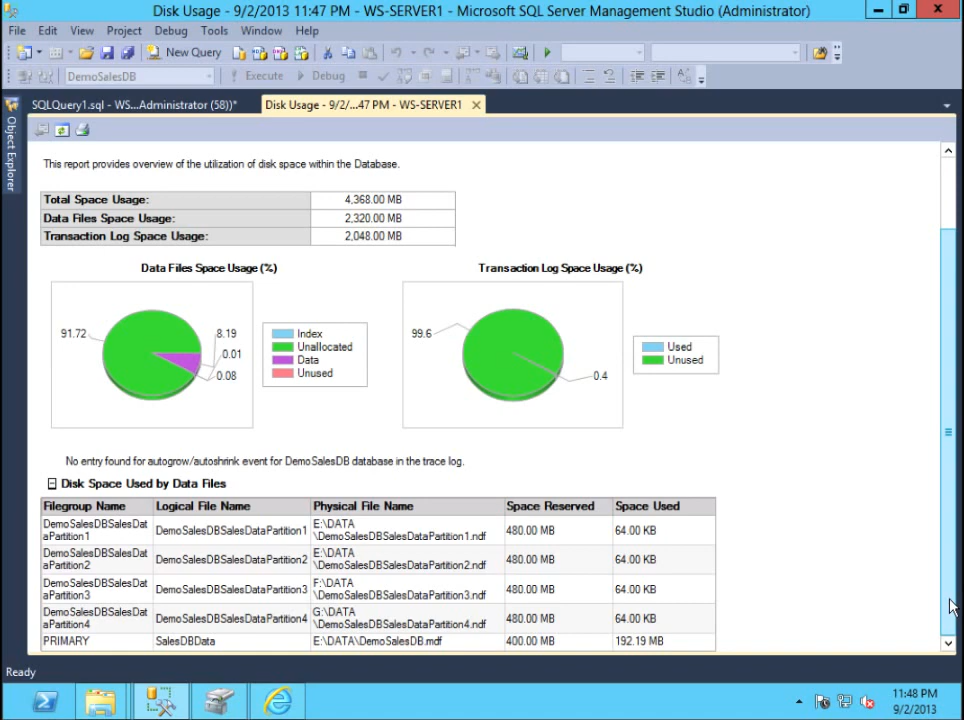 Disk Usage - 9/2/2013 11:47 PM - WS-SERVER1 - Microsoft SQL Server Management Studio (Administrator)
File Edit View Project Debug Tools Window Help
New Query
DemoSalesDB
Execute Debug
SQLQuery1.sql - WS...Administrator (58))*
Disk Usage - 9/2/...47 PM - WS-SERVER1
Object Explorer
This report provides overview of the utilization of disk space within the Database.
Total Space Usage: 4,368.00 MB
Data Files Space Usage: 2,320.00 MB
Transaction Log Space Usage: 2,048.00 MB
Data Files Space Usage (%)
91.72
8.19
0.01
0.08
Index
Unallocated
Data
Unused
Transaction Log Space Usage (%)
99.6
0.4
Used
Unused
No entry found for autogrow/autoshrink event for DemoSalesDB database in the trace log.
Disk Space Used by Data Files
Filegroup Name Logical File Name Physical File Name Space Reserved Space Used
DemoSalesDBSalesDat
aPartition1
DemoSalesDBSalesDataPartition1
E:\DATA
\DemoSalesDBSalesDataPartition1.ndf
480.00 MB 64.00 KB
DemoSalesDBSalesDat
aPartition2
DemoSalesDBSalesDataPartition2
E:\DATA
\DemoSalesDBSalesDataPartition2.ndf
480.00 MB 64.00 KB
DemoSalesDBSalesDat
aPartition3
DemoSalesDBSalesDataPartition3
F:\DATA
\DemoSalesDBSalesDataPartition3.ndf
480.00 MB 64.00 KB
DemoSalesDBSalesDat
aPartition4
DemoSalesDBSalesDataPartition4
G:\DATA
\DemoSalesDBSalesDataPartition4.ndf
480.00 MB 64.00 KB
PRIMARY SalesDBData E:\DATA\DemoSalesDB.mdf 400.00 MB 192.19 MB
Ready
11:48 PM
9/2/2013